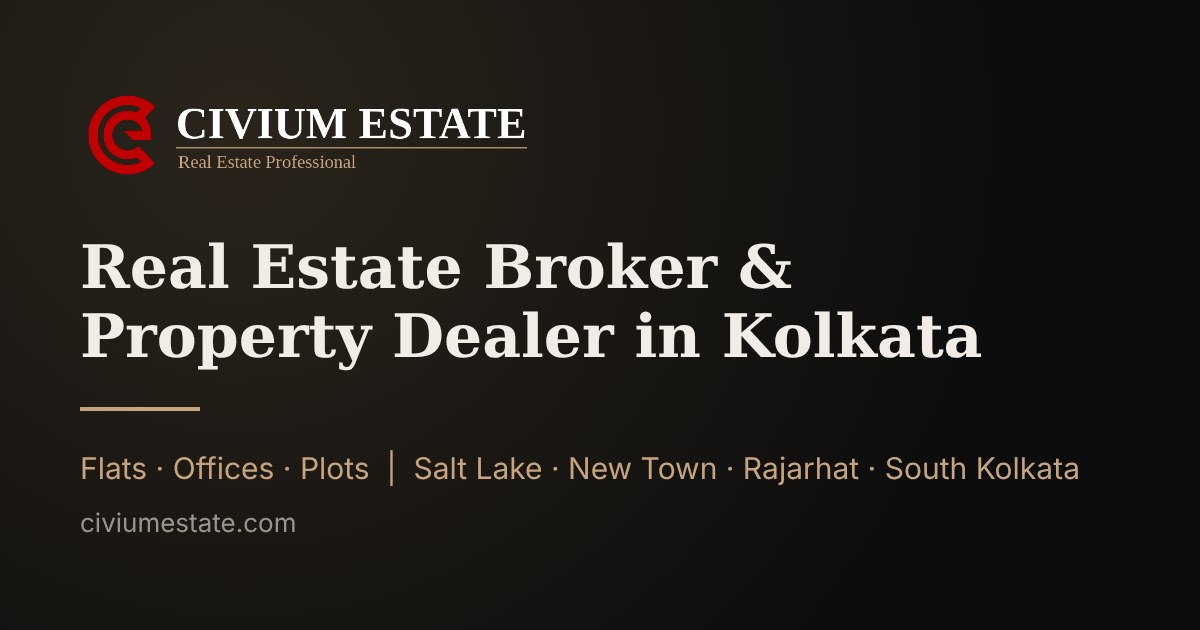 CIVIUM ESTATE
Real Estate Professional
Real Estate Broker &
Property Dealer in Kolkata
Flats · Offices · Plots | Salt Lake · New Town · Rajarhat · South Kolkata
civiumestate.com